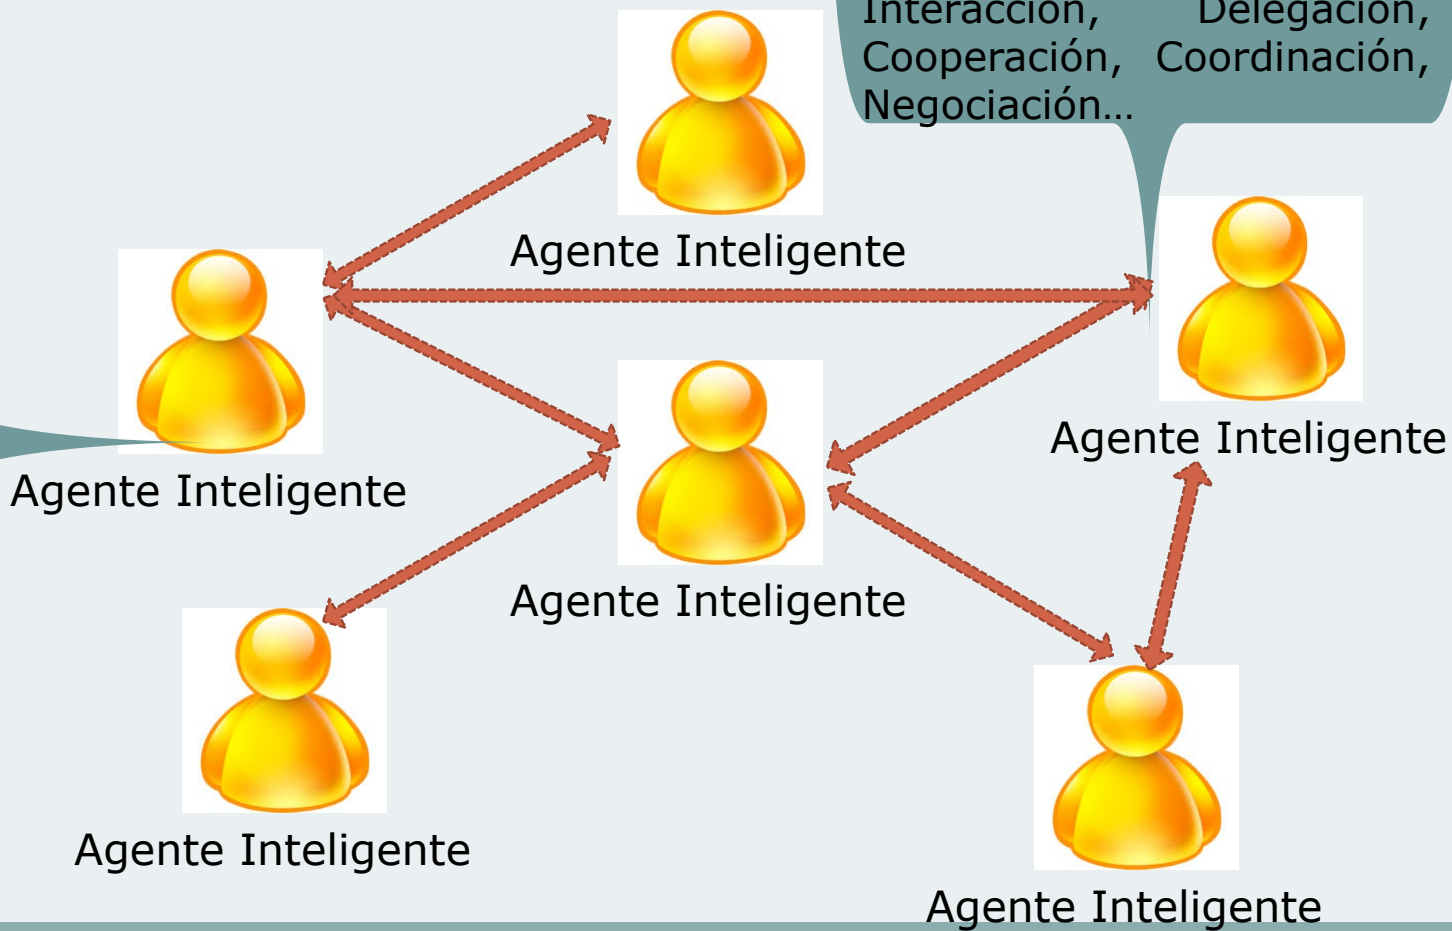 Interacción, Delegación,
Cooperación, Coordinación,
Negociación…
Agente Inteligente
Agente Inteligente
Agente Inteligente
Agente Inteligente
Agente Inteligente
Agente Inteligente